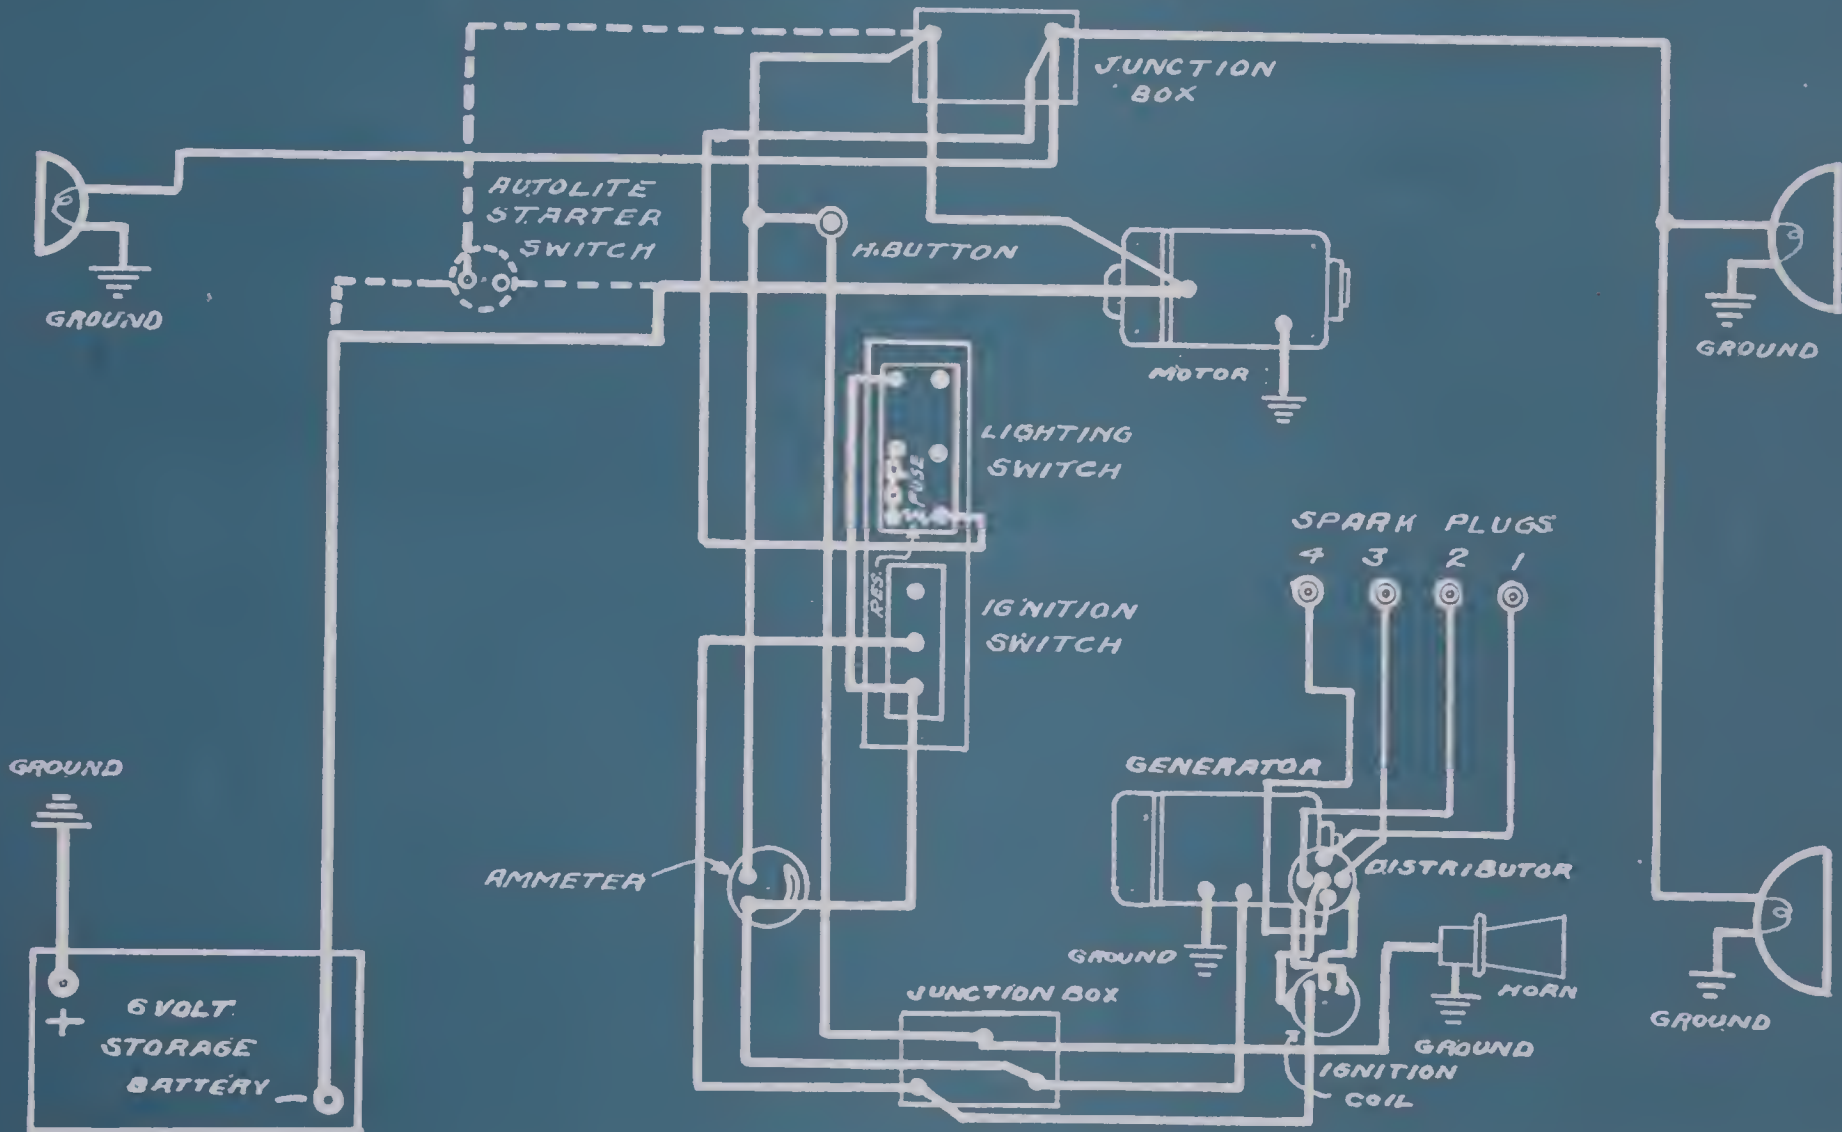 JUNCTION
BOX
AUTOLITE
STARTER
SWITCH
H.BUTTON
GROUND
GROUND
MOTOR
LIGHTING
SWITCH
FUSE
RES.
SPARK PLUGS
4 3 2 1
IGNITION
SWITCH
GENERATOR
GROUND
AMMETER
DISTRIBUTOR
GROUND
HORN
JUNCTION BOX
6 VOLT
+
STORAGE
BATTERY –
GROUND
GROUND
IGNITION
COIL